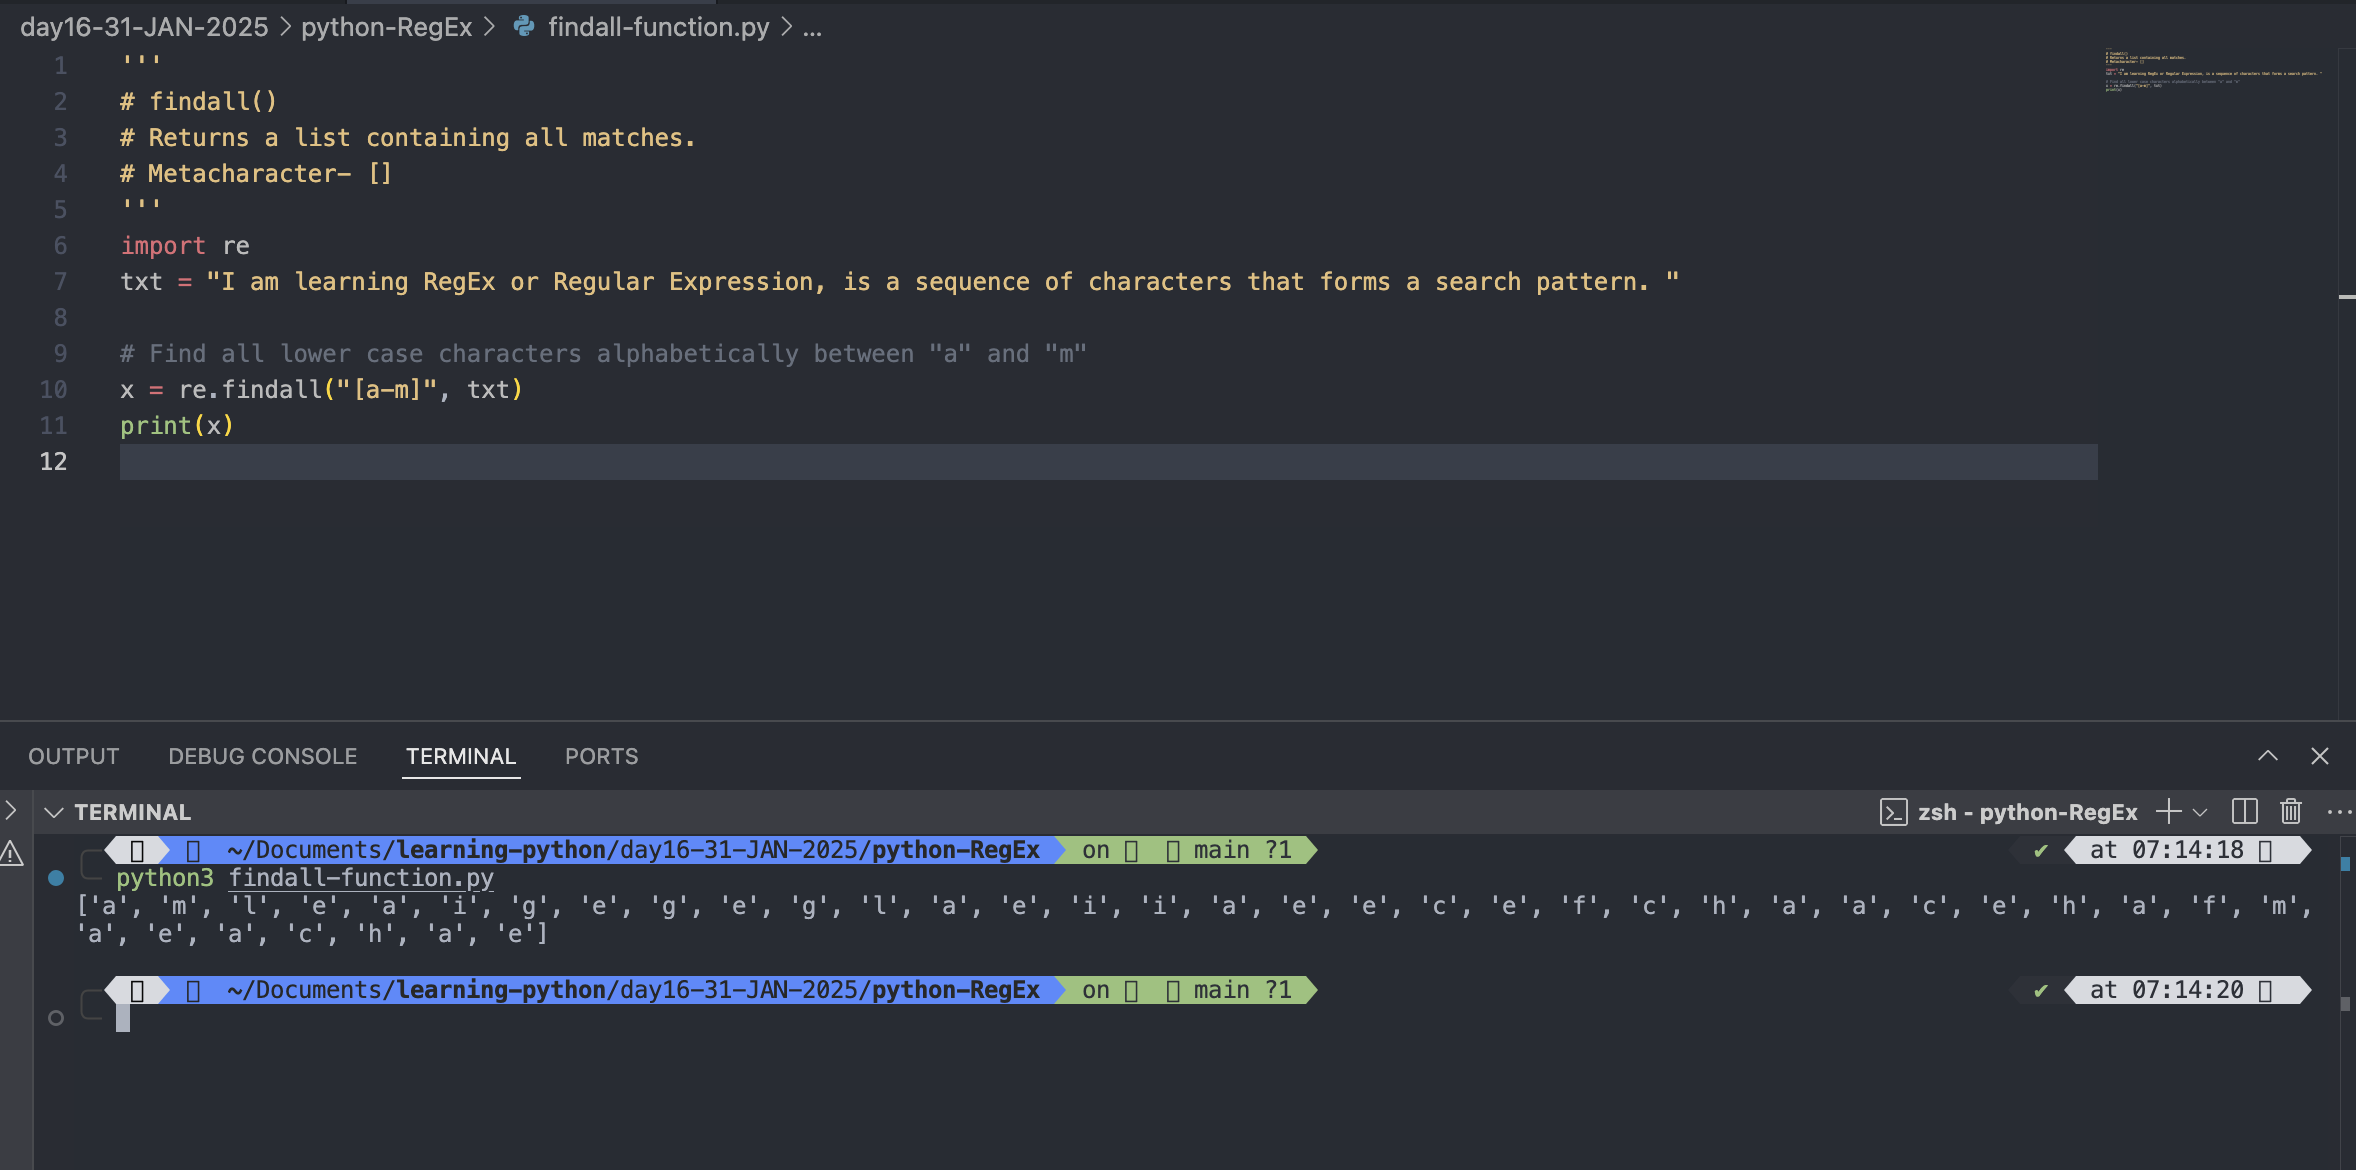 day16-31-JAN-2025 > python-RegEx > findall-function.py > ...
1 '''
2 # findall()
3 # Returns a list containing all matches.
4 # Metacharacter- []
5 '''
6 import re
7 txt = "I am learning RegEx or Regular Expression, is a sequence of characters that forms a search pattern. "
8
9 # Find all lower case characters alphabetically between "a" and "m"
10 x = re.findall("[a-m]", txt)
11 print(x)
12
OUTPUT DEBUG CONSOLE TERMINAL PORTS
TERMINAL zsh - python-RegEx
~/Documents/learning-python/day16-31-JAN-2025/python-RegEx on main ?1 ✔ at 07:14:18
python3 findall-function.py
['a', 'm', 'l', 'e', 'a', 'i', 'g', 'e', 'g', 'e', 'g', 'l', 'a', 'e', 'i', 'i', 'a', 'e', 'e', 'c', 'e', 'f', 'c', 'h', 'a', 'a', 'c', 'e', 'h', 'a', 'f', 'm',
'a', 'e', 'a', 'c', 'h', 'a', 'e']
~/Documents/learning-python/day16-31-JAN-2025/python-RegEx on main ?1 ✔ at 07:14:20